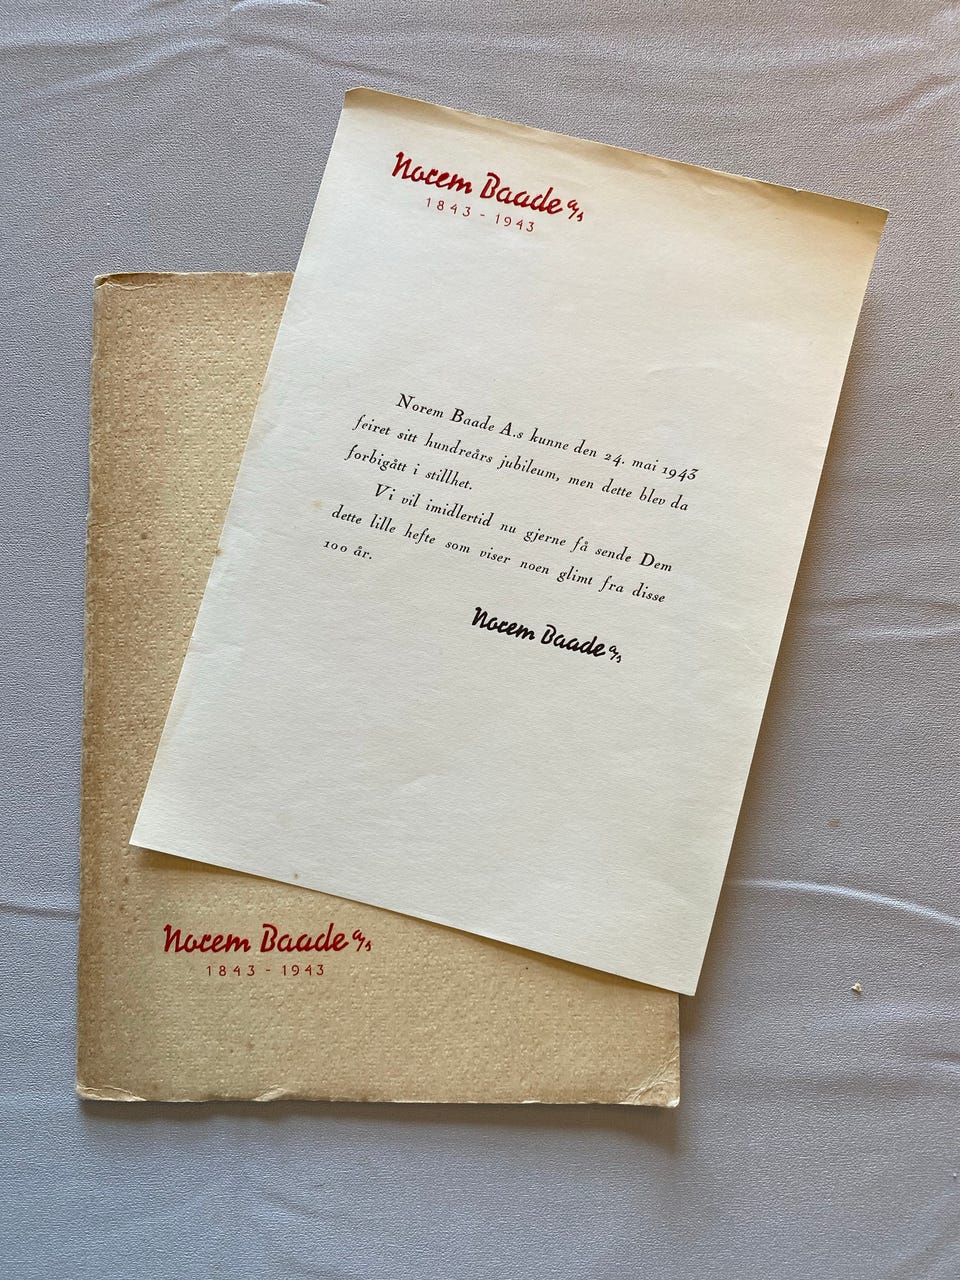 Norem Baade a/s
1843 - 1943
Norem Baade A.s kunne den 24. mai 1943
feiret sitt hundreårs jubileum, men dette blev da
forbigått i stillhet.
Vi vil imidlertid nu gjerne få sende Dem
dette lille hefte som viser noen glimt fra disse
100 år.
Norem Baade a/s
Norem Baade a/s
1843 - 1943